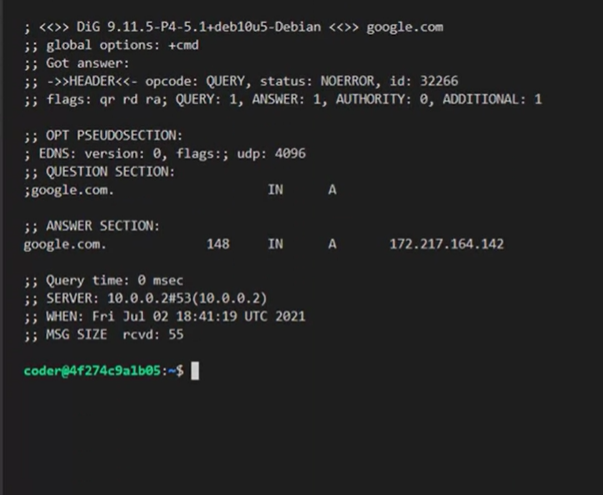 ; <<>> DiG 9.11.5-P4-5.1+deb10u5-Debian <<>> google.com
;; global options: +cmd
;; Got answer:
;; ->>HEADER<<- opcode: QUERY, status: NOERROR, id: 32266
;; flags: qr rd ra; QUERY: 1, ANSWER: 1, AUTHORITY: 0, ADDITIONAL: 1
;; OPT PSEUDOSECTION:
; EDNS: version: 0, flags:; udp: 4096
;; QUESTION SECTION:
;google.com. IN A
;; ANSWER SECTION:
google.com. 148 IN A 172.217.164.142
;; Query time: 0 msec
;; SERVER: 10.0.0.2#53(10.0.0.2)
;; WHEN: Fri Jul 02 18:41:19 UTC 2021
;; MSG SIZE rcvd: 55
coder@4f274c9a1b05:~$